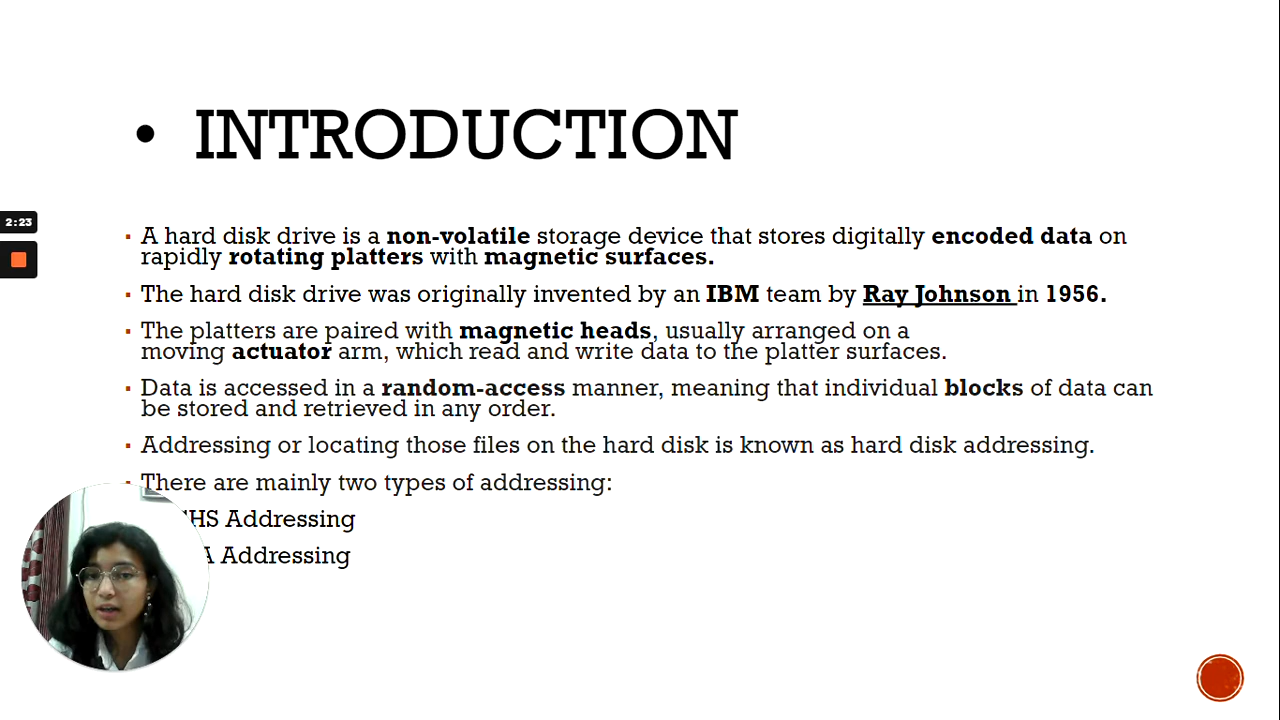 • INTRODUCTION
2:23
▪ A hard disk drive is a non-volatile storage device that stores digitally encoded data on
rapidly rotating platters with magnetic surfaces.
▪ The hard disk drive was originally invented by an IBM team by Ray Johnson in 1956.
▪ The platters are paired with magnetic heads, usually arranged on a
moving actuator arm, which read and write data to the platter surfaces.
▪ Data is accessed in a random-access manner, meaning that individual blocks of data can
be stored and retrieved in any order.
▪ Addressing or locating those files on the hard disk is known as hard disk addressing.
▪ There are mainly two types of addressing:
Addressing
Addressing